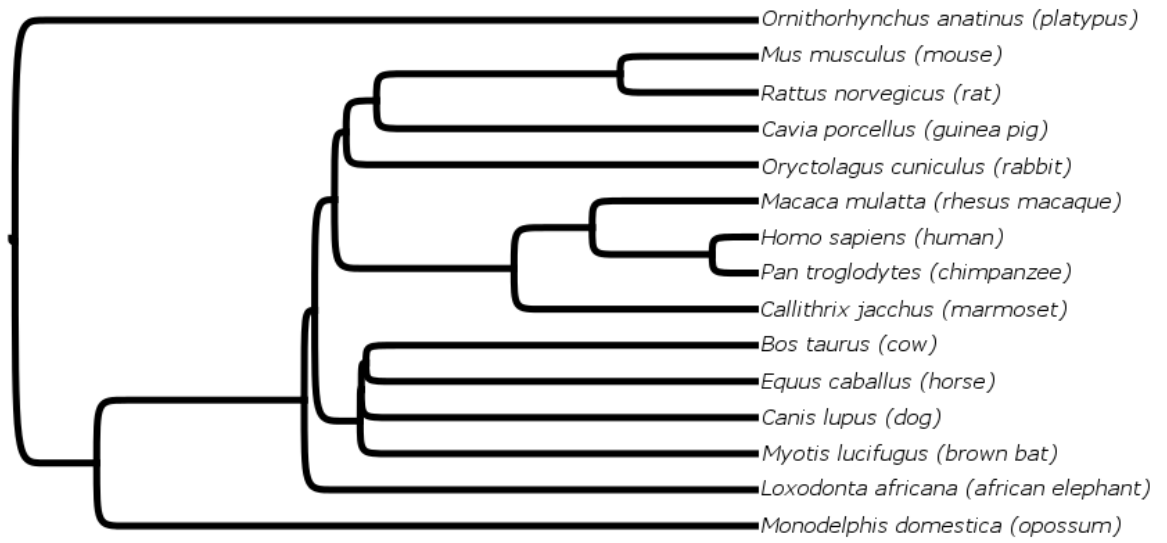 Ornithorhynchus anatinus (platypus)
Mus musculus (mouse)
Rattus norvegicus (rat)
Cavia porcellus (guinea pig)
Oryctolagus cuniculus (rabbit)
Macaca mulatta (rhesus macaque)
Homo sapiens (human)
Pan troglodytes (chimpanzee)
Callithrix jacchus (marmoset)
Bos taurus (cow)
Equus caballus (horse)
Canis lupus (dog)
Myotis lucifugus (brown bat)
Loxodonta africana (african elephant)
Monodelphis domestica (opossum)